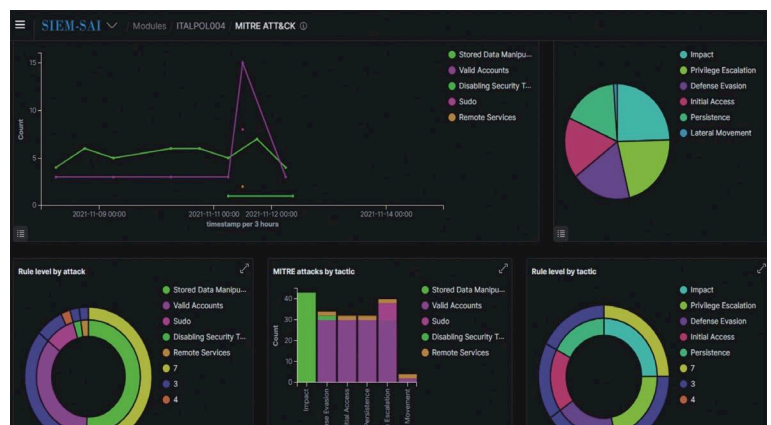 SIEM-SAI Modules ITALPOL004 MITRE ATT&CK
15
10
5
0
Count
2021-11-09 00:00 2021-11-11 00:00 2021-11-12 00:00 2021-11-14 00:00
timestamp per 3 hours
Stored Data Manipu...
Valid Accounts
Disabling Security T...
Sudo
Remote Services
Impact
Privilege Escalation
Defense Evasion
Initial Access
Persistence
Lateral Movement
Rule level by attack
Stored Data Manipu...
Valid Accounts
Sudo
Disabling Security T...
Remote Services
7
3
4
MITRE attacks by tactic
40
30
20
10
0
Count
Impact
se Evasion
tial Access
Persistence
Escalation
Movement
Stored Data Manipu...
Valid Accounts
Sudo
Disabling Security T...
Remote Services
Rule level by tactic
Impact
Privilege Escalation
Defense Evasion
Initial Access
Persistence
7
3
4